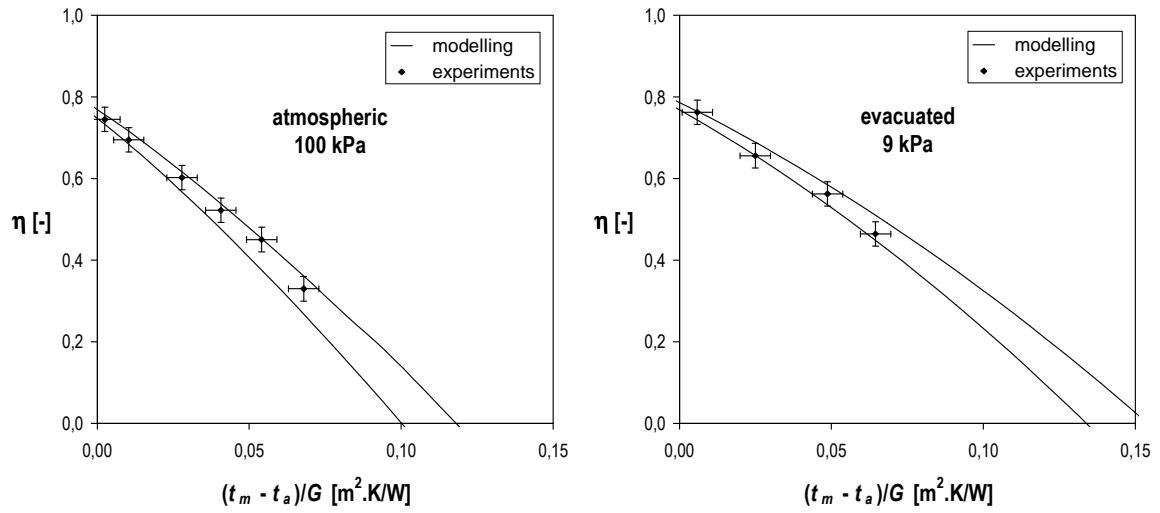 1,0
0,8
0,6
0,4
0,2
0,0
η [-]
modelling
experiments
atmospheric
100 kPa
0,00
0,05
0,10
0,15
(t m - t a)/G [m².K/W]
1,0
0,8
0,6
0,4
0,2
0,0
η [-]
modelling
experiments
evacuated
9 kPa
0,00
0,05
0,10
0,15
(t m - t a)/G [m².K/W]